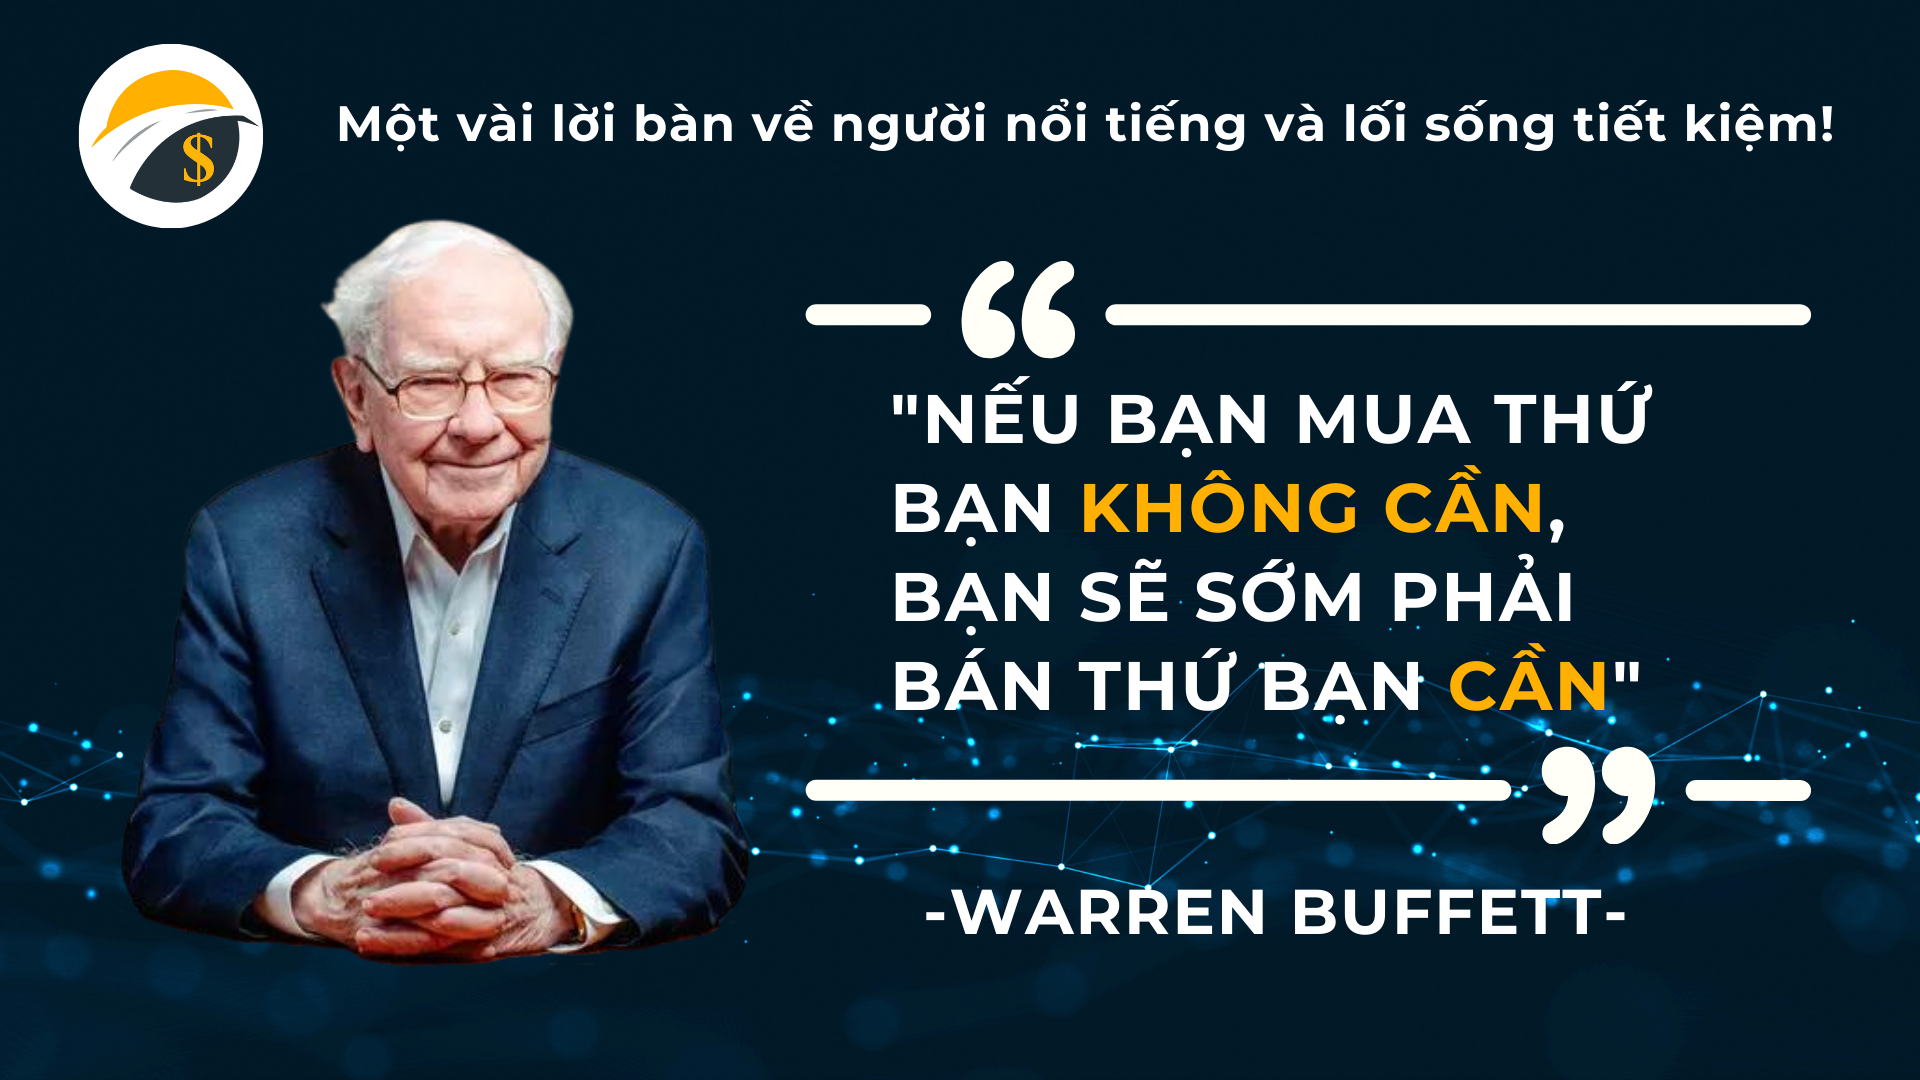 $
Một vài lời bàn về người nổi tiếng và lối sống tiết kiệm!
"NẾU BẠN MUA THỨ
BẠN KHÔNG CẦN,
BẠN SẼ SỚM PHẢI
BÁN THỨ BẠN CẦN"
-WARREN BUFFETT-